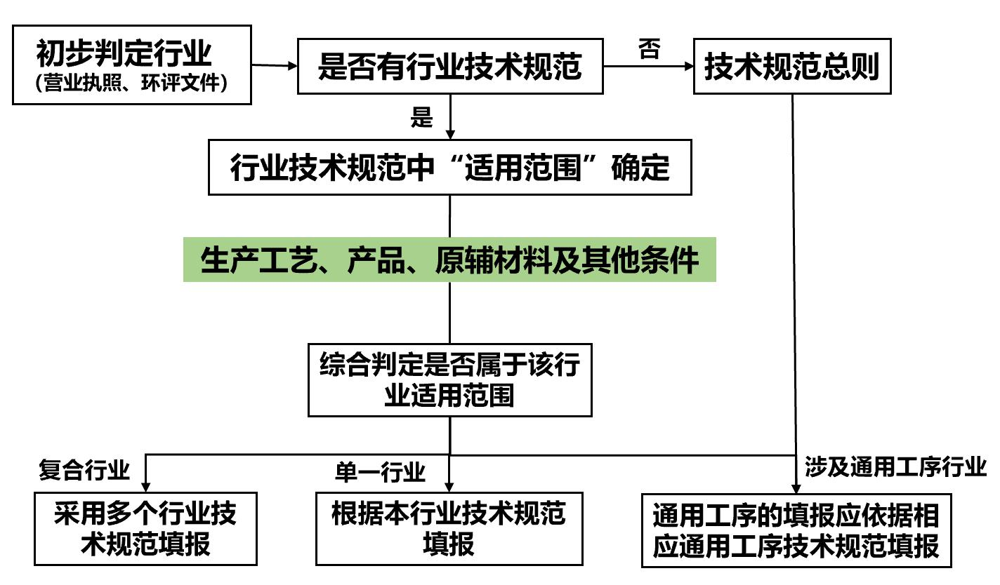 初步判定行业
(营业执照、环评文件)
是否有行业技术规范
否
技术规范总则
是
行业技术规范中“适用范围”确定
生产工艺、产品、原辅材料及其他条件
综合判定是否属于该行
业适用范围
复合行业
单一行业
涉及通用工序行业
采用多个行业技
术规范填报
根据本行业技术规范
填报
通用工序的填报应依据相
应通用工序技术规范填报